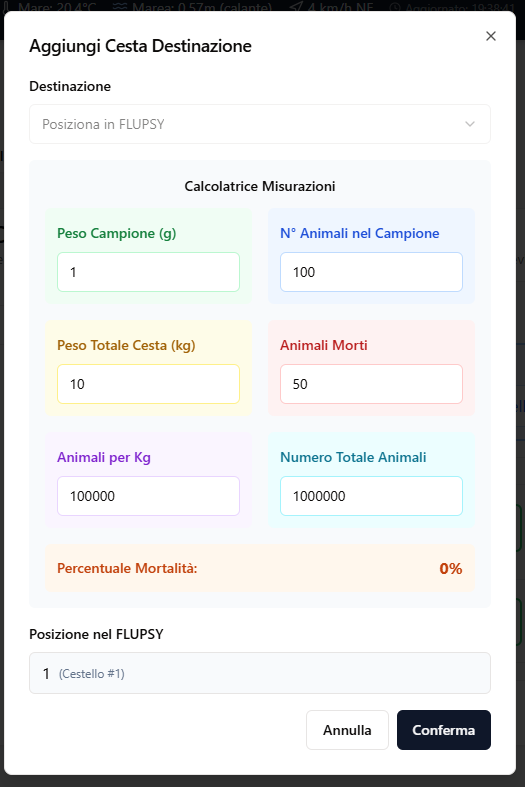 Mare: 20.4°C Marea: 0.57m (calante) 4 km/h NE Aggiornato: 19:28:41
Aggiungi Cesta Destinazione
Destinazione
Posiziona in FLUPSY
Calcolatrice Misurazioni
Peso Campione (g)
N° Animali nel Campione
1
100
Peso Totale Cesta (kg)
Animali Morti
10
50
Animali per Kg
Numero Totale Animali
100000
1000000
Percentuale Mortalità:
0%
Posizione nel FLUPSY
1 (Cestello #1)
Annulla
Conferma